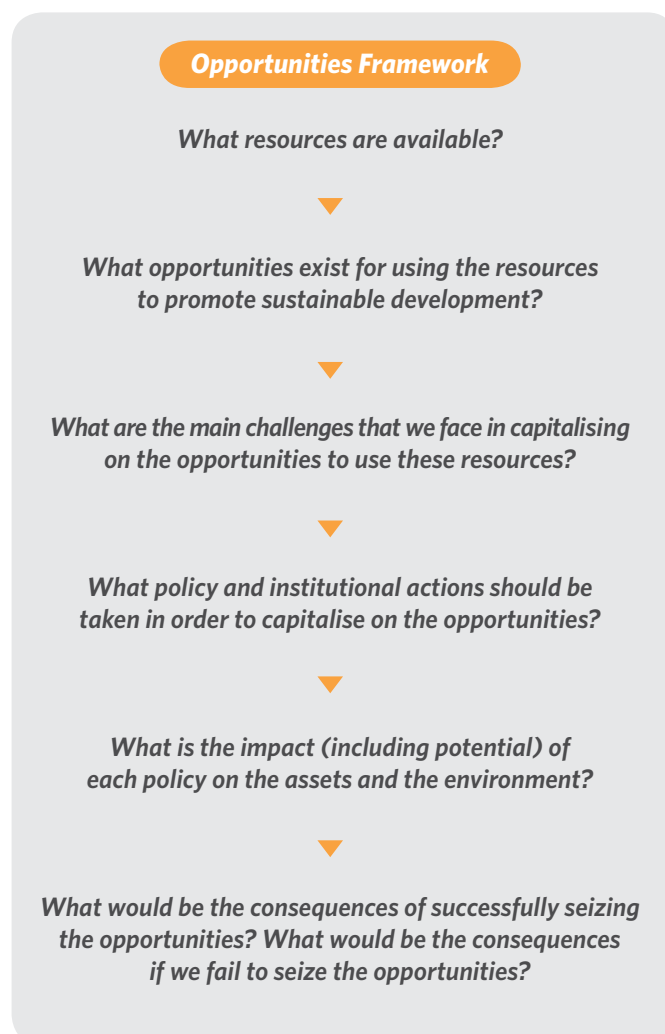 Opportunities Framework
What resources are available?
What opportunities exist for using the resources
to promote sustainable development?
What are the main challenges that we face in capitalising
on the opportunities to use these resources?
What policy and institutional actions should be
taken in order to capitalise on the opportunities?
What is the impact (including potential) of
each policy on the assets and the environment?
What would be the consequences of successfully seizing
the opportunities? What would be the consequences
if we fail to seize the opportunities?